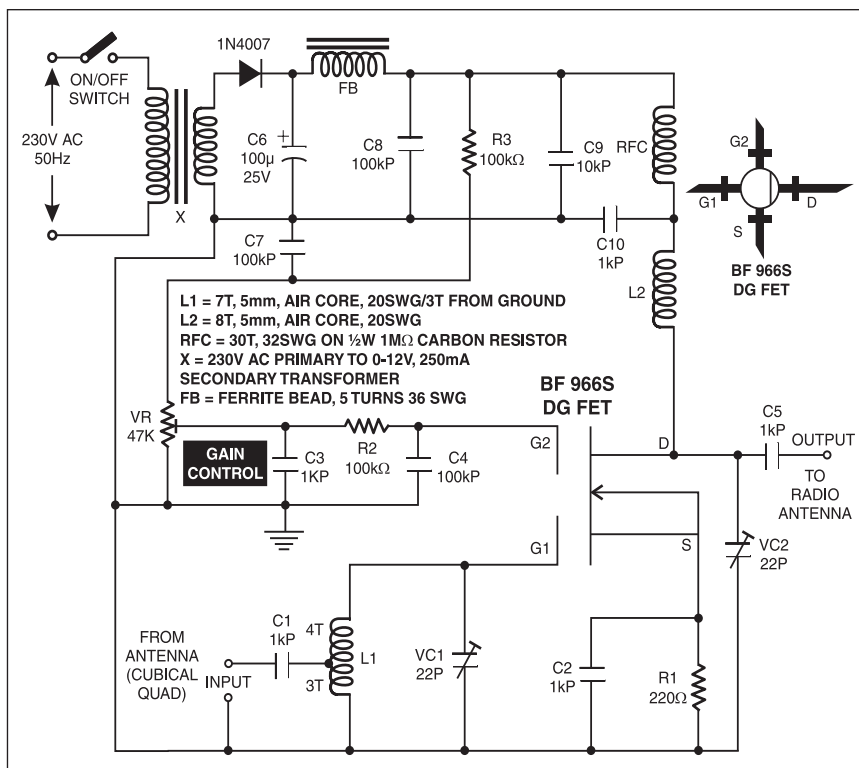 1N4007
ON/OFF
SWITCH
FB
230V AC
50Hz
C6
100µ
25V
+
C8
100kP
R3
100kΩ
C9
10kP
RFC
G2
G1
D
S
BF 966S
DG FET
X
C7
100kP
C10
1kP
L2
L1 = 7T, 5mm, AIR CORE, 20SWG/3T FROM GROUND
L2 = 8T, 5mm, AIR CORE, 20SWG
RFC = 30T, 32SWG ON ½W 1MΩ CARBON RESISTOR
X = 230V AC PRIMARY TO 0-12V, 250mA
SECONDARY TRANSFORMER
FB = FERRITE BEAD, 5 TURNS 36 SWG
BF 966S
DG FET
VR
47K
GAIN
CONTROL
C3
1KP
R2
100kΩ
C4
100kP
G2
G1
D
S
C5
1kP
OUTPUT
TO
RADIO
ANTENNA
VC2
22P
FROM
ANTENNA
(CUBICAL
QUAD)
INPUT
C1
1kP
4T
3T
L1
VC1
22P
C2
1kP
R1
220Ω